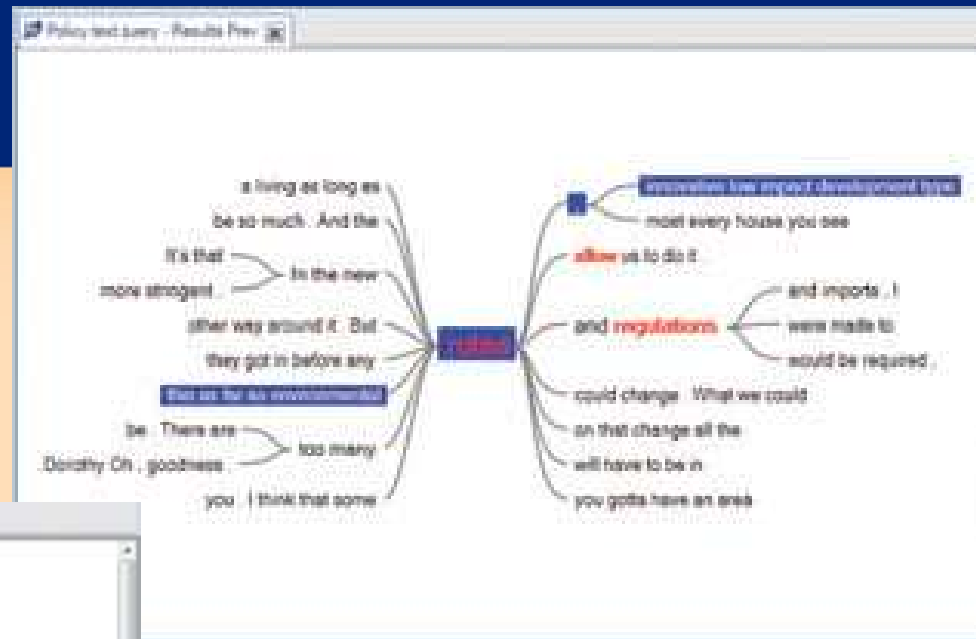 Policy text query - Results Prev
a living as long as
be so much . And the
It's that
more stringent .
In the new
other way around it . But
they got in before any
that as far as environmental
be . There are
Dorothy Oh , goodness
too many
you . I think that some
innovative low impact development type
most every house you see
allow us to do it .
and regulations
and imports . I
were made to
would be required .
could change . What we could
on that change all the
will have to be in
you gotta have an area